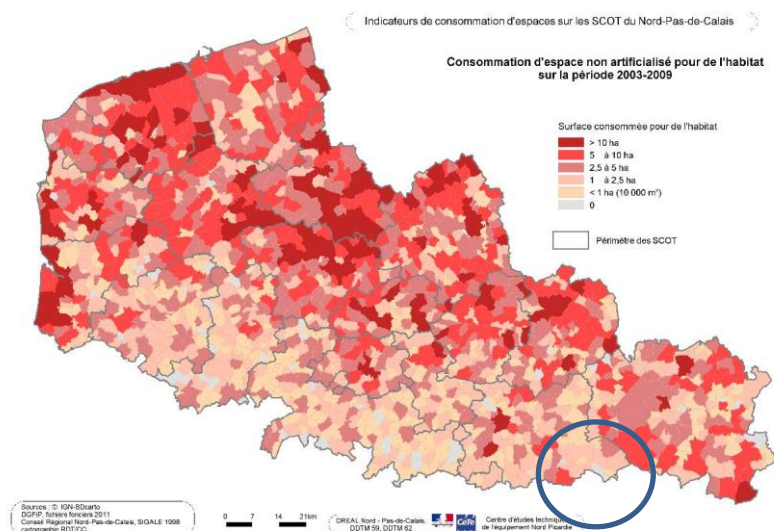 Indicateurs de consommation d'espaces sur les SCOT du Nord-Pas-de-Calais
Consommation d'espace non artificialisé pour de l'habitat
sur la période 2003-2009
Surface consommée pour de l'habitat
> 10 ha
5 à 10 ha
2,5 à 5 ha
1 à 2,5 ha
< 1 ha (10 000 m²)
0
Périmètre des SCOT
Sources : © IGN-BDcarto
DGFiP, fichiers fonciers 2011
Conseil Régional Nord-Pas-de-Calais, SIGALE 1998
cartographie
0 7 14 21km
DREAL Nord - Pas-de-Calais,
DDTM 59, DDTM 62
CéTe
Centre d'études techniques
de l'équipement Nord Picardie